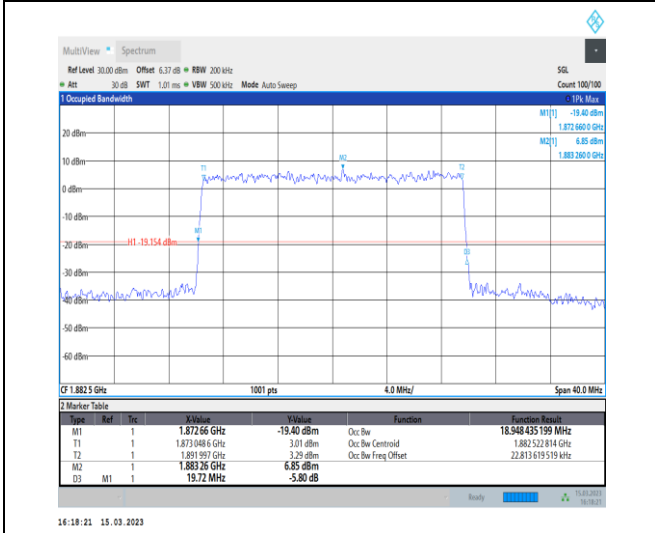 MultiView * Spectrum
Ref Level 30.00 dBm Offset 6.37 dB RBW 200 kHz SGL
Att 30 dB SWT 1.01 ms VBW 500 kHz Mode Auto Sweep Count 100/100
1 Occupied Bandwidth 1Pk Max
M1[1] -19.40 dBm
1.872 660 0 GHz
M2[1] 6.85 dBm
1.883 260 0 GHz
20 dBm
10 dBm
M2
T1
T2
0 dBm
-10 dBm
M1
H1 -19.154 dBm
-20 dBm
D3
-30 dBm
-40 dBm
-50 dBm
-60 dBm
CF 1.882 5 GHz 1001 pts 4.0 MHz/ Span 40.0 MHz
2 Marker Table
Type Ref Trc X-Value Y-Value Function Function Result
M1 1 1.872 66 GHz -19.40 dBm Occ Bw 18.948 435 199 MHz
T1 1 1.873 048 6 GHz 3.01 dBm Occ Bw Centroid 1.882 522 814 GHz
T2 1 1.891 997 GHz 3.29 dBm Occ Bw Freq Offset 22.813 619 519 kHz
M2 1 1.883 26 GHz 6.85 dBm
D3 M1 1 19.72 MHz -5.80 dB
Ready 15.03.2023
16:18:21
16:18:21 15.03.2023